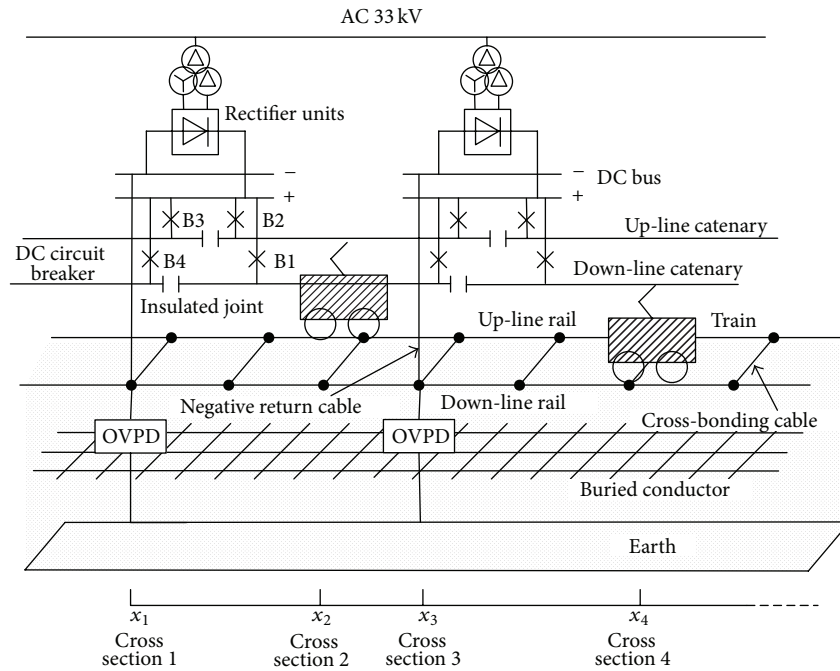 AC 33 kV
Rectifier units
−
+
−
+
DC bus
B3
B2
Up-line catenary
DC circuit
breaker
B4
B1
Down-line catenary
Insulated joint
Up-line rail
Train
Negative return cable
Down-line rail
Cross-bonding
cable
OVPD
OVPD
Buried conductor
Earth
x1
x2
x3
x4
Cross
section 1
Cross
section 2
Cross
section 3
Cross
section 4